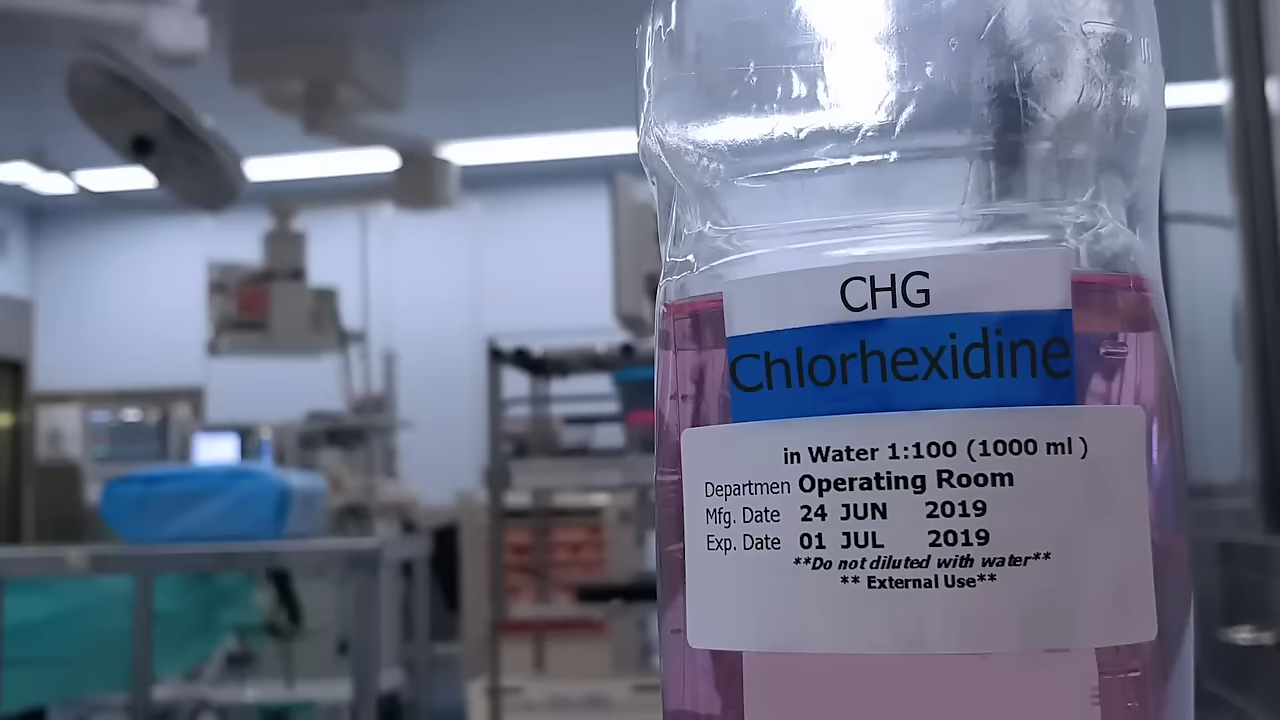 CHG
Chlorhexidine
in Water 1:100 (1000 ml )
Departmen Operating Room
Mfg. Date 24 JUN 2019
Exp. Date 01 JUL 2019
**Do not diluted with water**
** External Use**